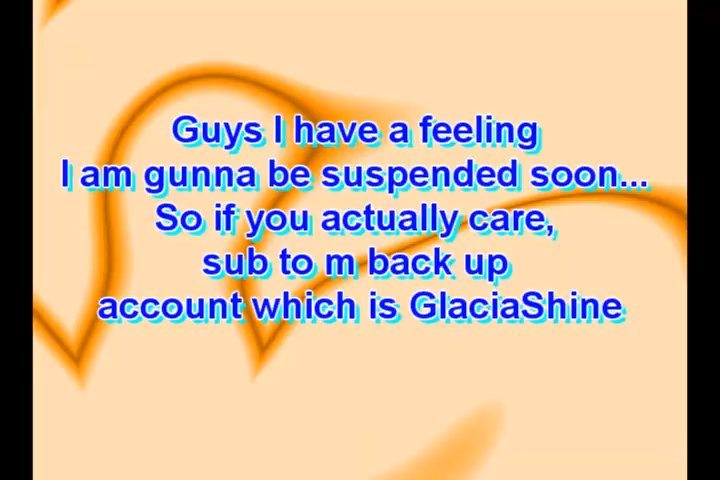 Guys I have a feeling
I am gunna be suspended soon...
So if you actually care,
sub to m back up
account which is GlaciaShine